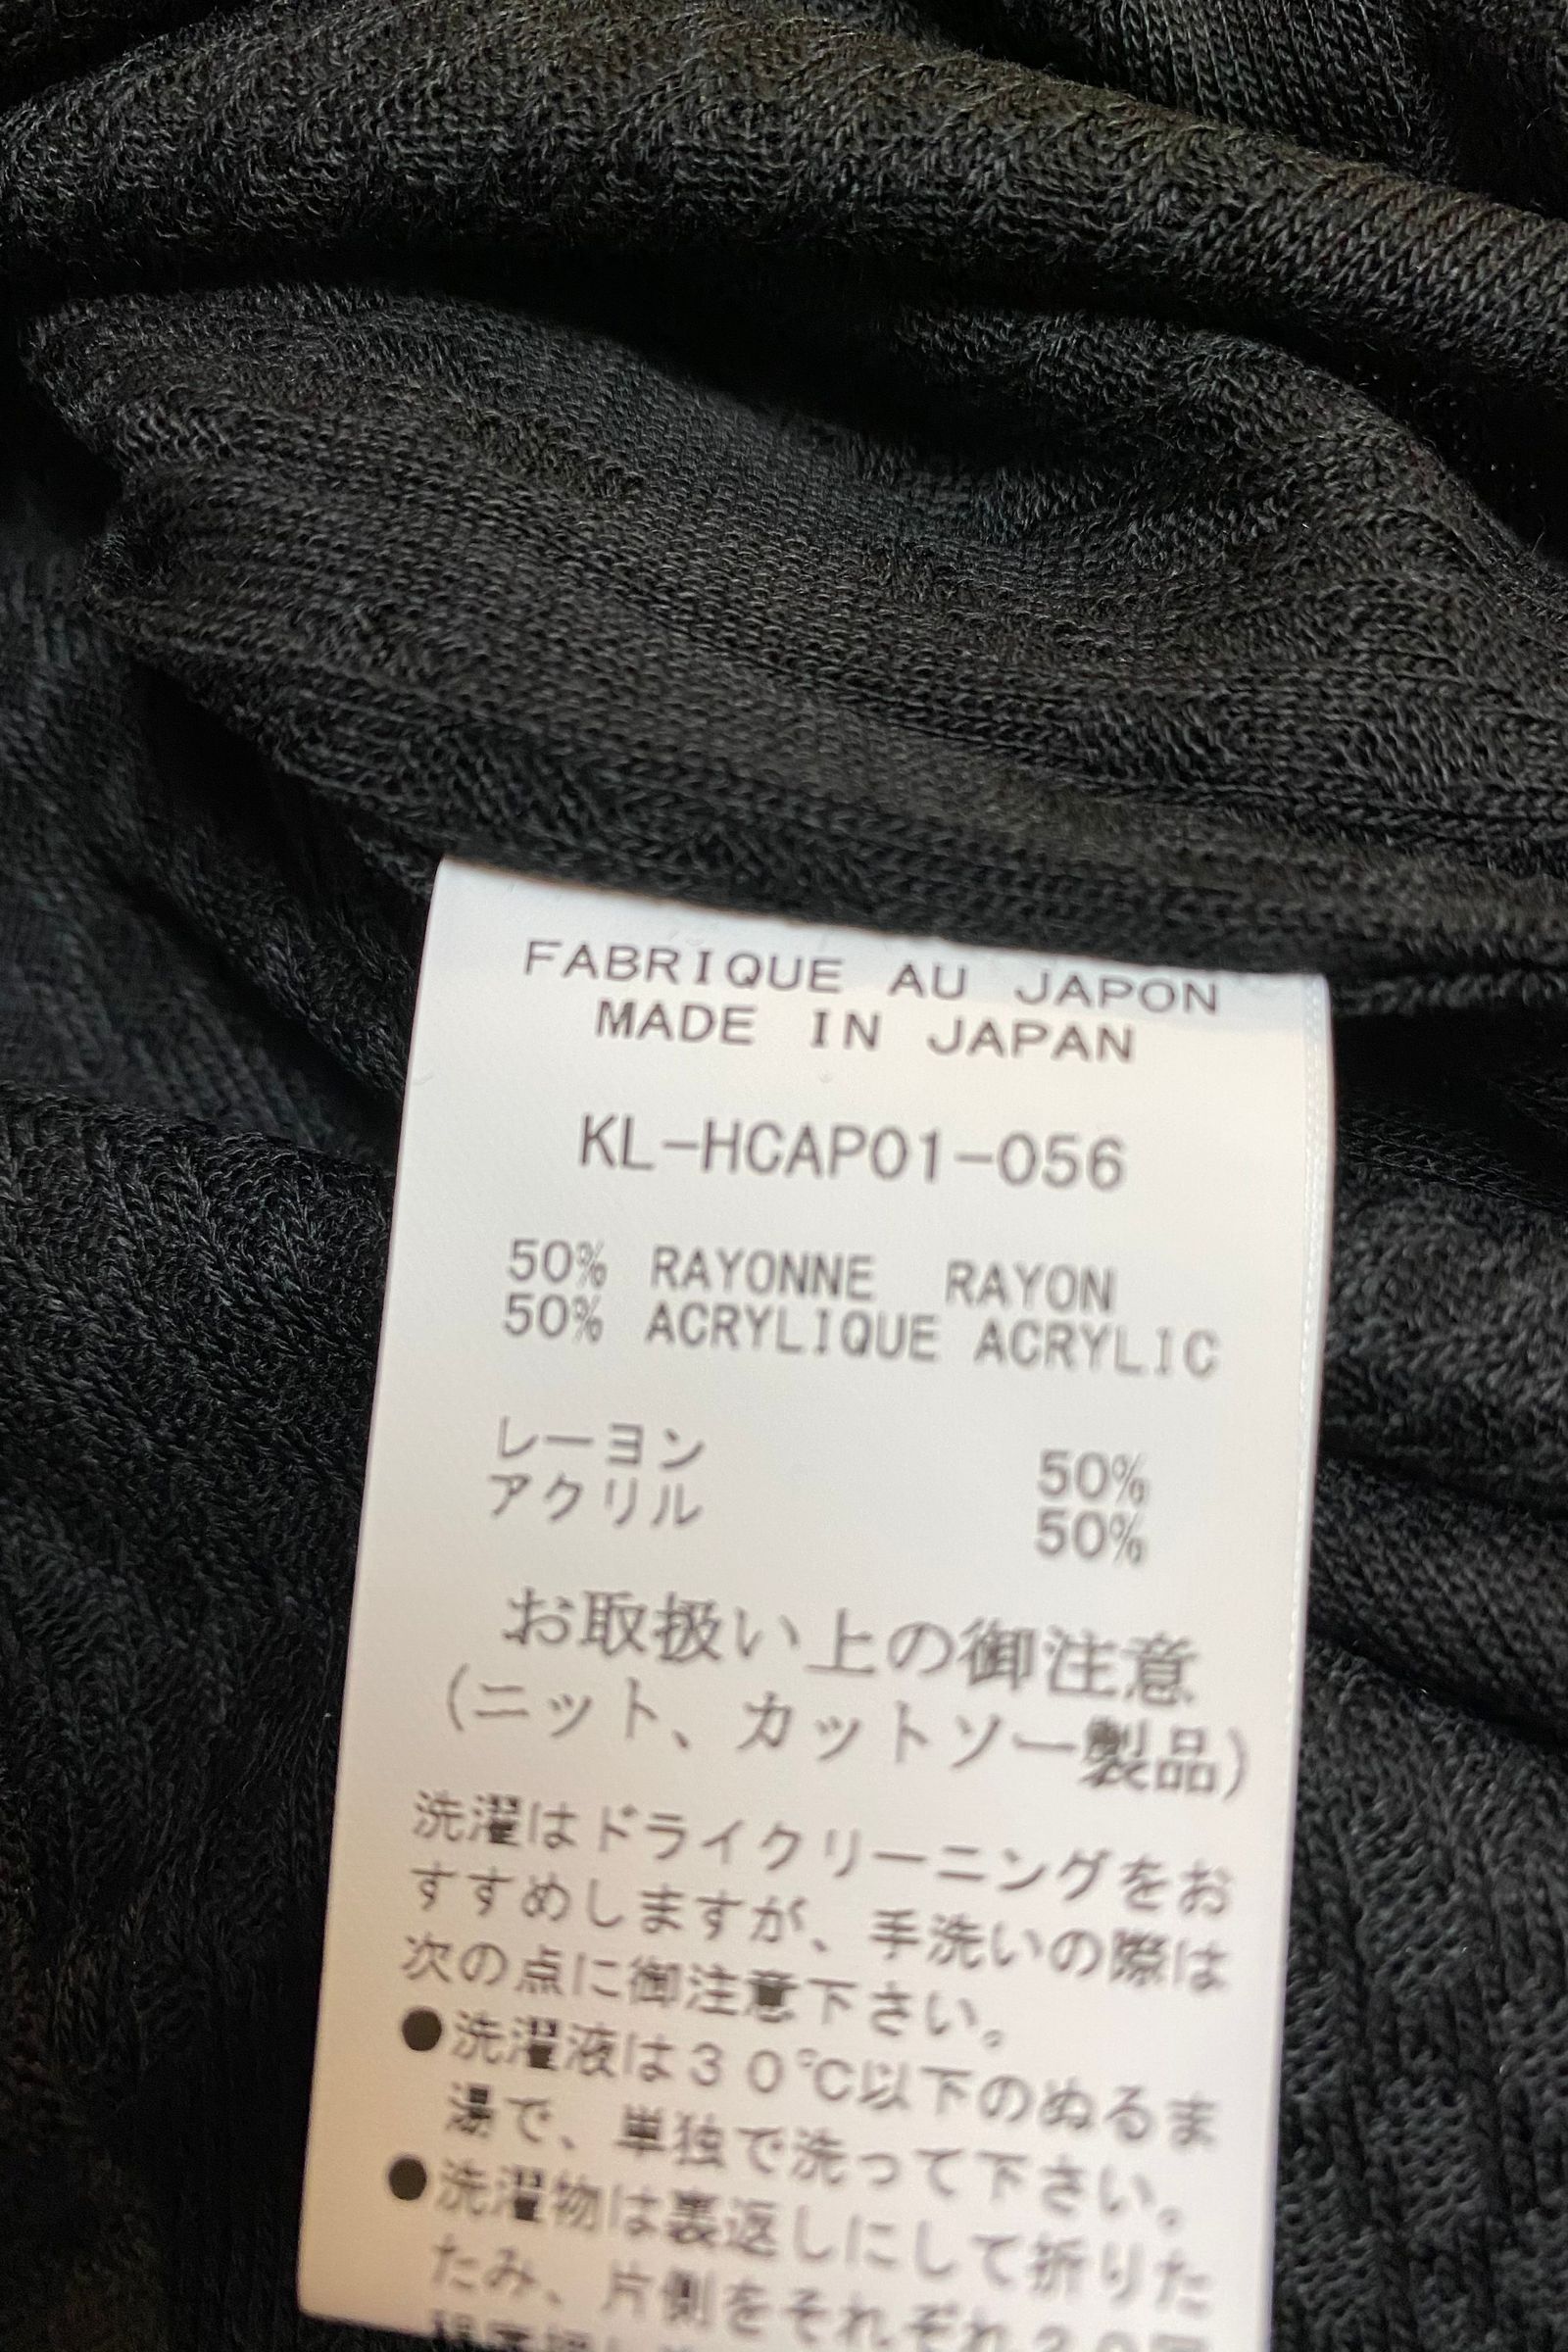 FABRIQUE AU JAPON
MADE IN JAPAN
KL-HCAP01-056
50% RAYONNE RAYON
50% ACRYLIQUE ACRYLIC
レーヨン 50%
アクリル 50%
お取扱い上の御注意
(ニット、カットソー製品)
洗濯はドライクリーニングをお
すすめしますが、手洗いの際は
次の点に御注意下さい。
●洗濯液は30℃以下のぬるま
湯で、単独で洗って下さい。
●洗濯物は裏返しにして折りた
たみ、片側をそれぞれ20回